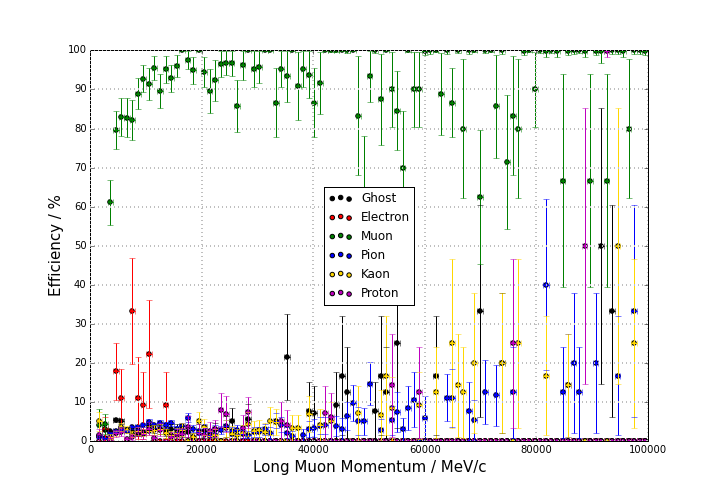 100
90
80
70
60
50
40
30
20
10
0
Efficiency / %
Ghost
Electron
Muon
Pion
Kaon
Proton
0 20000 40000 60000 80000 100000
Long Muon Momentum / MeV/c